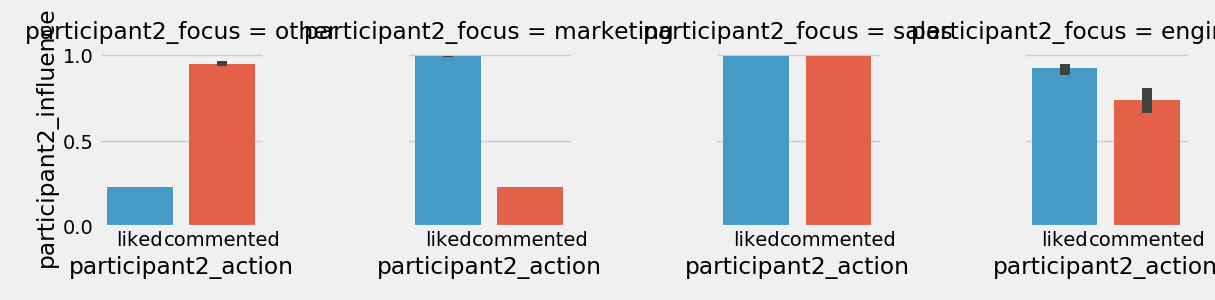 participant2_focus = other
participant2_focus = marketing
participant2_focus = sales
participant2_focus = engi
participant2_influence
1.0
0.5
0.0
liked commented
liked commented
liked commented
liked commented
participant2_action
participant2_action
participant2_action
participant2_action